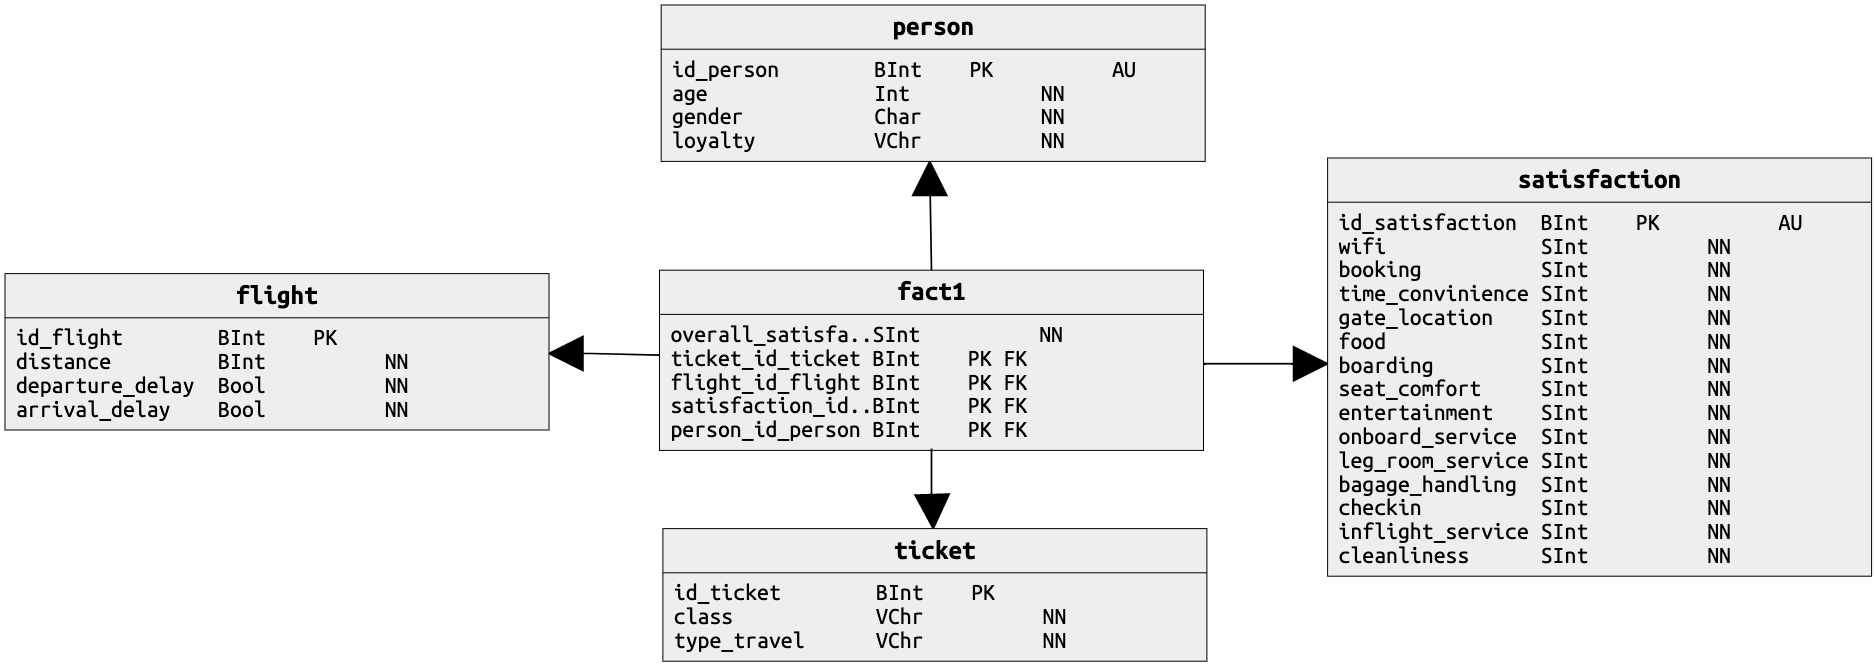 person
id_person BInt PK AU
age Int NN
gender Char NN
loyalty VChr NN
satisfaction
id_satisfaction BInt PK AU
wifi SInt NN
booking SInt NN
time_convinience SInt NN
gate_location SInt NN
food SInt NN
boarding SInt NN
seat_comfort SInt NN
entertainment SInt NN
onboard_service SInt NN
leg_room_service SInt NN
bagage_handling SInt NN
checkin SInt NN
inflight_service SInt NN
cleanliness SInt NN
flight
id_flight BInt PK
distance BInt NN
departure_delay Bool NN
arrival_delay Bool NN
fact1
overall_satisfa..SInt NN
ticket_id_ticket BInt PK FK
flight_id_flight BInt PK FK
satisfaction_id..BInt PK FK
person_id_person BInt PK FK
ticket
id_ticket BInt PK
class VChr NN
type_travel VChr NN